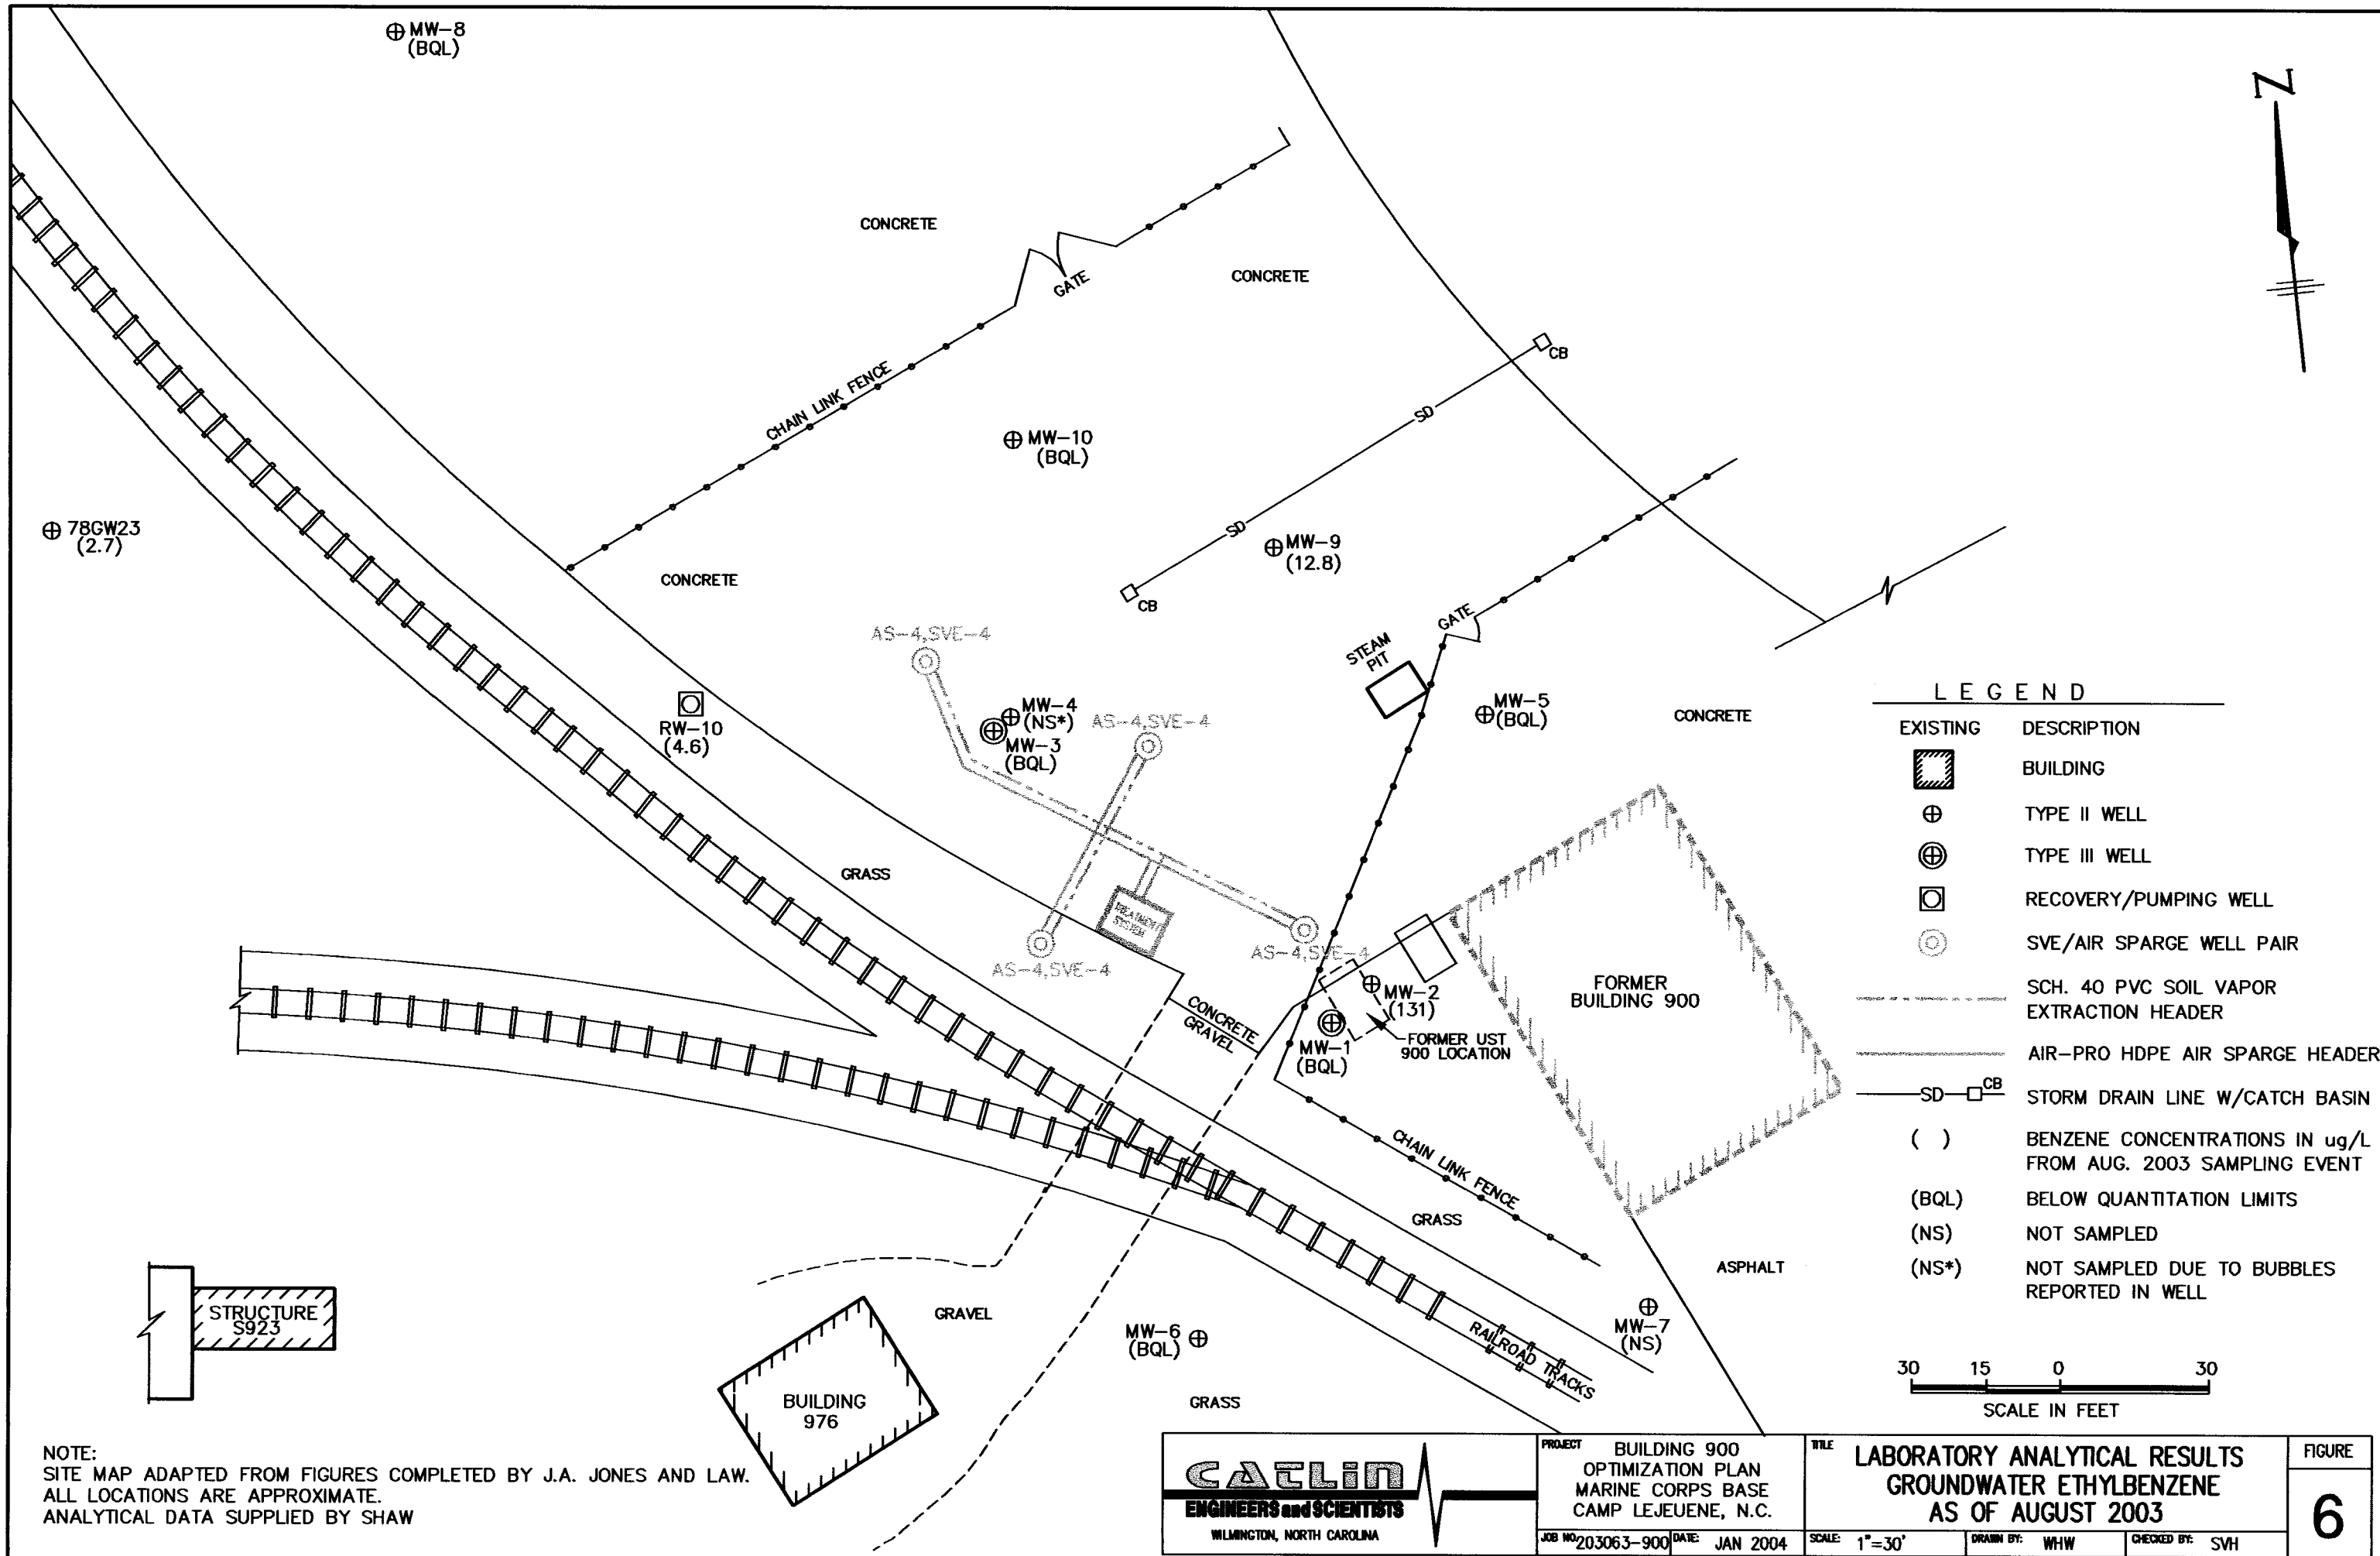 MW-8
(BQL)
N
CONCRETE
GATE
CONCRETE
CB
CHAIN LINK FENCE
SD
MW-10
(BQL)
78GW23
(2.7)
SD
MW-9
(12.8)
CONCRETE
CB
GATE
AS-4,SVE-4
STEAM
PIT
RW-10
(4.6)
MW-4
(NS*)
MW-3
(BQL)
AS-4,SVE-4
MW-5
(BQL)
CONCRETE
GRASS
TREATMENT
SYSTEM
AS-4,SVE-4
AS-4,SVE-4
MW-2
(131)
FORMER
BUILDING 900
CONCRETE
GRAVEL
MW-1
(BQL)
FORMER UST
900 LOCATION
CHAIN LINK FENCE
GRASS
ASPHALT
STRUCTURE
S923
GRAVEL
MW-6
(BQL)
MW-7
(NS)
RAILROAD TRACKS
BUILDING
976
GRASS
LEGEND
EXISTING DESCRIPTION
BUILDING
TYPE II WELL
TYPE III WELL
RECOVERY/PUMPING WELL
SVE/AIR SPARGE WELL PAIR
SCH. 40 PVC SOIL VAPOR
EXTRACTION HEADER
AIR-PRO HDPE AIR SPARGE HEADER
SD CB STORM DRAIN LINE W/CATCH BASIN
( ) BENZENE CONCENTRATIONS IN ug/L
FROM AUG. 2003 SAMPLING EVENT
(BQL) BELOW QUANTITATION LIMITS
(NS) NOT SAMPLED
(NS*) NOT SAMPLED DUE TO BUBBLES
REPORTED IN WELL
30 15 0 30
SCALE IN FEET
NOTE:
SITE MAP ADAPTED FROM FIGURES COMPLETED BY J.A. JONES AND LAW.
ALL LOCATIONS ARE APPROXIMATE.
ANALYTICAL DATA SUPPLIED BY SHAW
CATLIN
ENGINEERS and SCIENTISTS
WILMINGTON, NORTH CAROLINA
PROJECT BUILDING 900
OPTIMIZATION PLAN
MARINE CORPS BASE
CAMP LEJEUENE, N.C.
JOB NO. 203063-900 DATE: JAN 2004
TITLE LABORATORY ANALYTICAL RESULTS
GROUNDWATER ETHYLBENZENE
AS OF AUGUST 2003
SCALE: 1"=30' DRAWN BY: WHW CHECKED BY: SVH
FIGURE
6